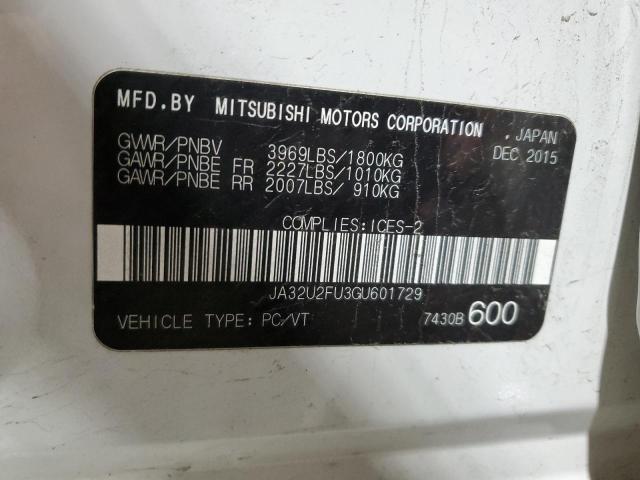 MFD.BY MITSUBISHI MOTORS CORPORATION . JAPAN
GVWR/PNBV 3969LBS/1800KG DEC 2015
GAWR/PNBE FR 2227LBS/1010KG
GAWR/PNBE RR 2007LBS/ 910KG
COMPLIES:ICES-2
JA32U2FU3GU601729
VEHICLE TYPE: PC/VT 7430B 600